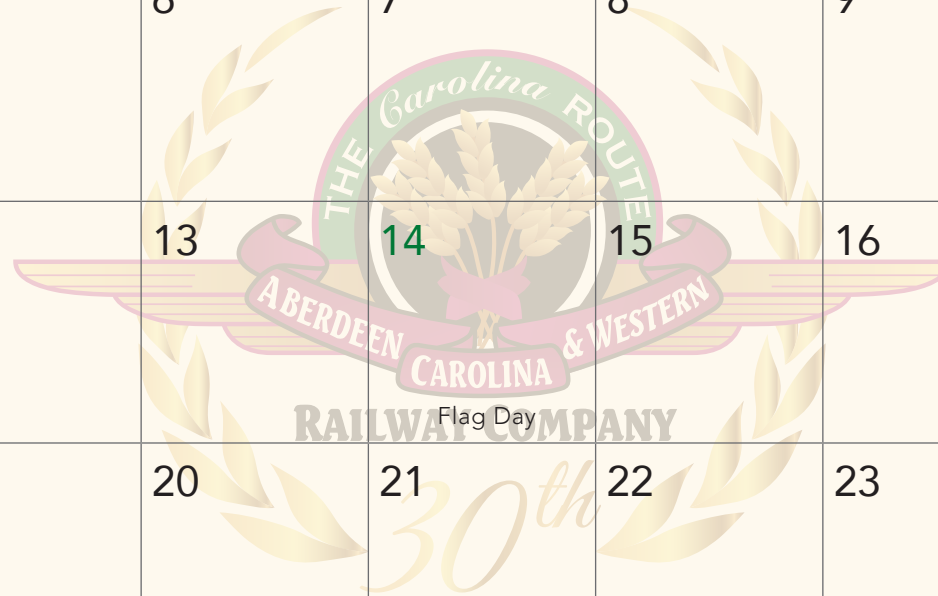 6 7 8 9
THE Carolina ROUTE
13 14 15 16
ABERDEEN CAROLINA & WESTERN
RAILWAY COMPANY
Flag Day
20 21 22 23
30th